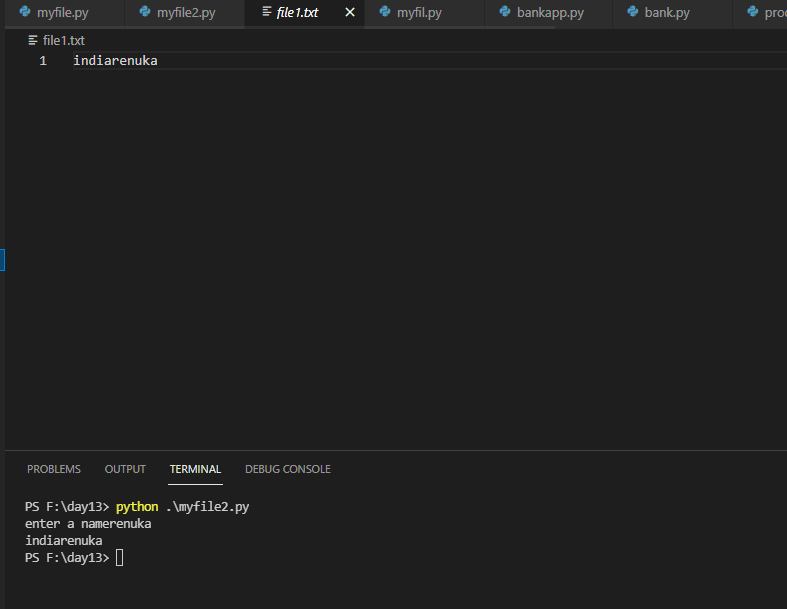 myfile.py myfile2.py file1.txt myfil.py bankapp.py bank.py
file1.txt
1 indiarenuka
PROBLEMS OUTPUT TERMINAL DEBUG CONSOLE
PS F:\day13> python .\myfile2.py
enter a namerenuka
indiarenuka
PS F:\day13>